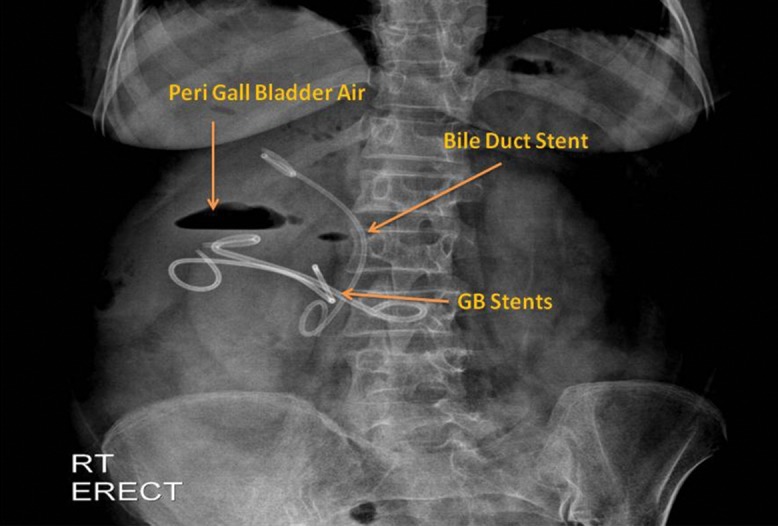 Peri Gall Bladder Air
Bile Duct Stent
GB Stents
RT
ERECT